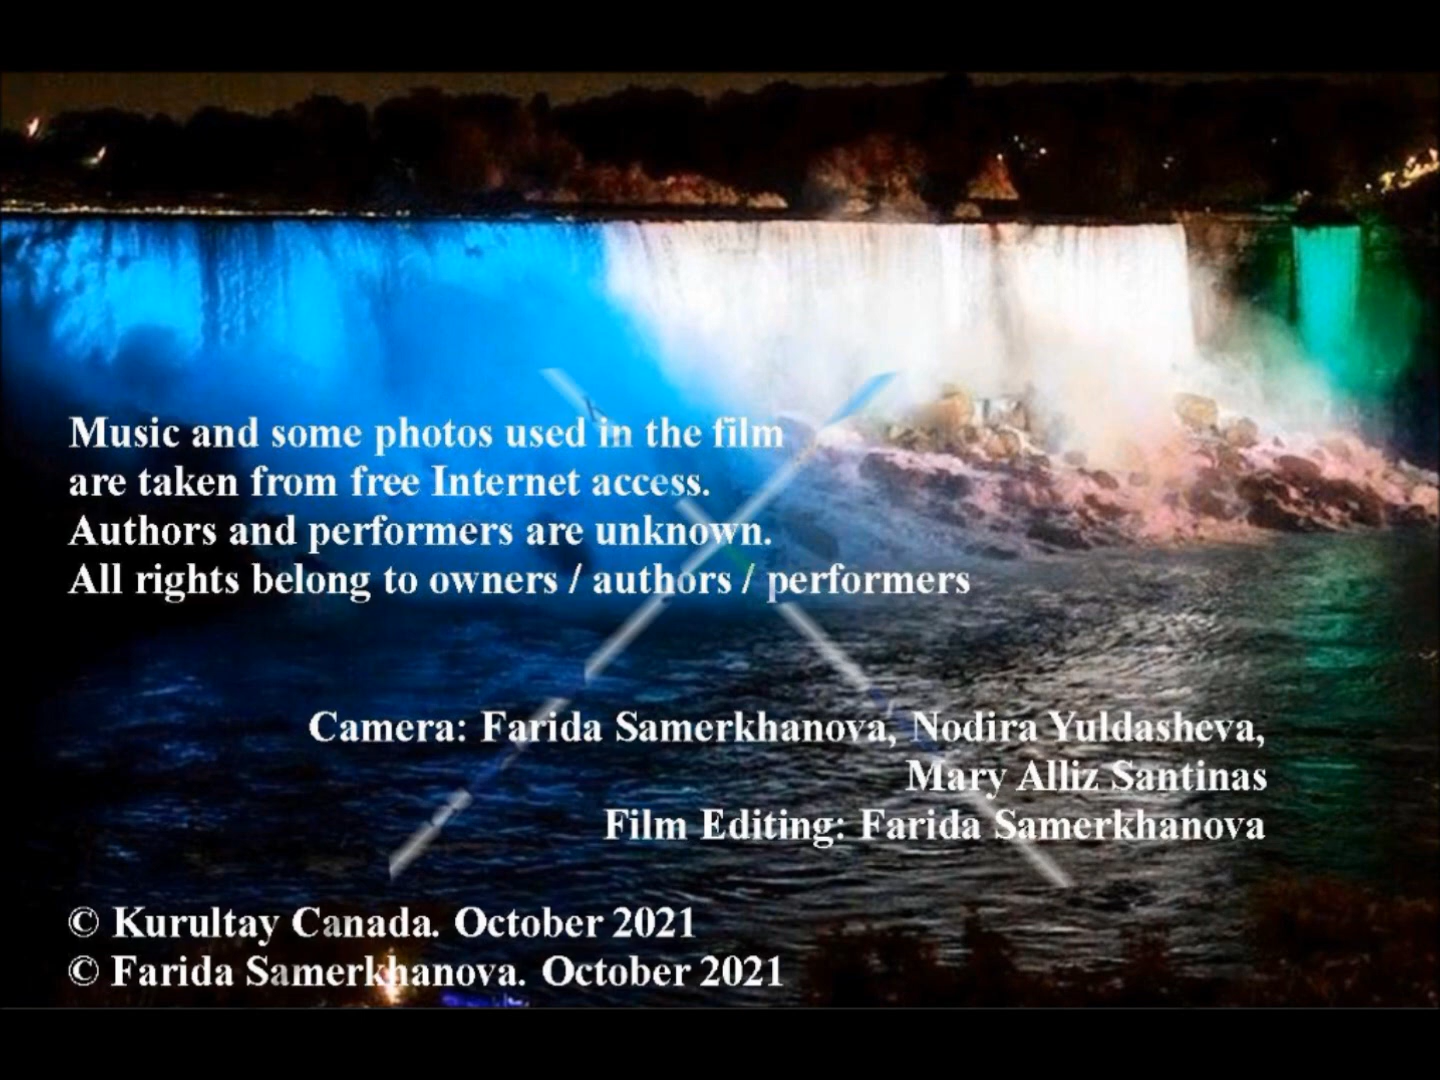 Music and some photos used in the film
are taken from free Internet access.
Authors and performers are unknown.
All rights belong to owners / authors / performers
Camera: Farida Samerkhanova, Nodira Yuldasheva,
Mary Alliz Santinas
Film Editing: Farida Samerkhanova
© Kurultay Canada. October 2021
© Farida Samerkhanova. October 2021